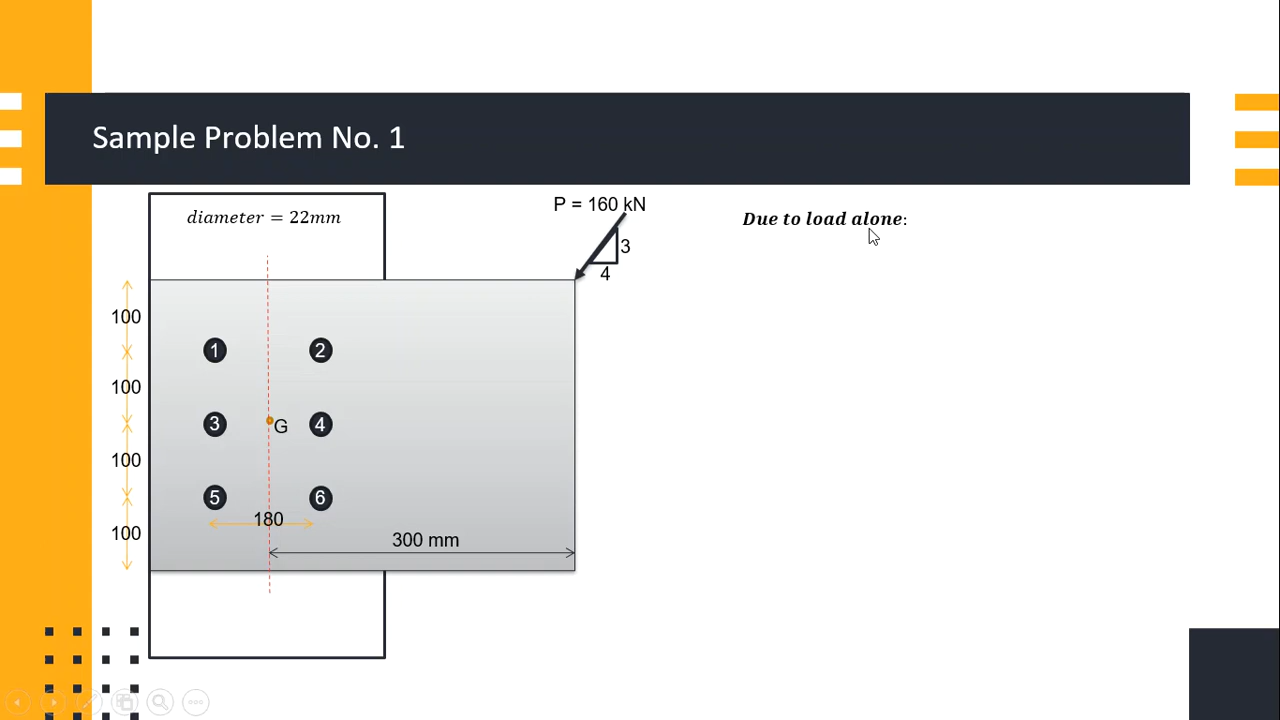 Sample Problem No. 1
diameter = 22mm
P = 160 kN
3
4
Due to load alone:
100
100
100
100
1
2
3
G
4
5
6
180
300 mm